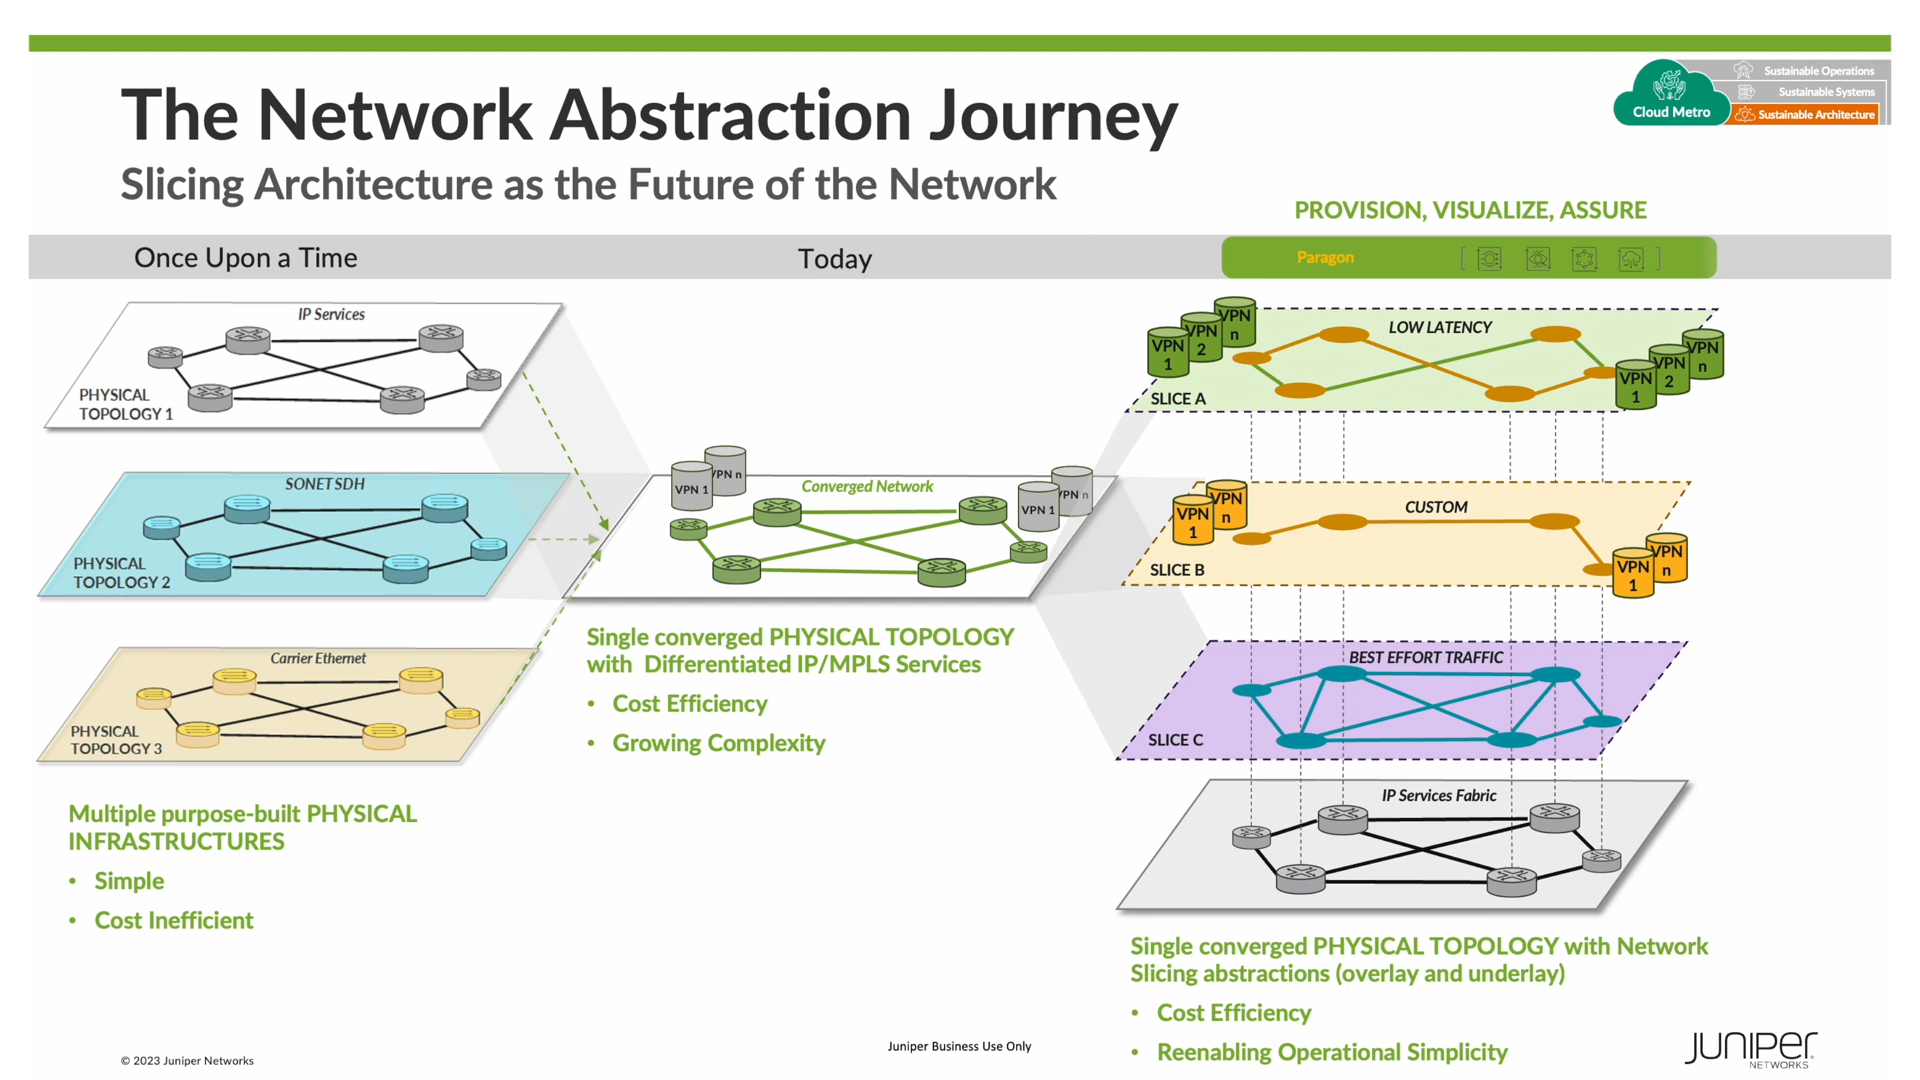 The Network Abstraction Journey
Slicing Architecture as the Future of the Network
Cloud Metro
Sustainable Operations
Sustainable Systems
Sustainable Architecture
PROVISION, VISUALIZE, ASSURE
Once Upon a Time
Today
Paragon
IP Services
PHYSICAL
TOPOLOGY 1
SONET SDH
PHYSICAL
TOPOLOGY 2
Carrier Ethernet
PHYSICAL
TOPOLOGY 3
Multiple purpose-built PHYSICAL
INFRASTRUCTURES
• Simple
• Cost Inefficient
VPN 1
VPN n
Converged Network
VPN 1
VPN n
Single converged PHYSICAL TOPOLOGY
with Differentiated IP/MPLS Services
• Cost Efficiency
• Growing Complexity
VPN
1
VPN
2
VPN
n
LOW LATENCY
VPN
1
VPN
2
VPN
n
SLICE A
VPN
1
VPN
n
CUSTOM
VPN
1
VPN
n
SLICE B
BEST EFFORT TRAFFIC
SLICE C
IP Services Fabric
Single converged PHYSICAL TOPOLOGY with Network
Slicing abstractions (overlay and underlay)
• Cost Efficiency
• Reenabling Operational Simplicity
© 2023 Juniper Networks
Juniper Business Use Only
JUNIPER
NETWORKS